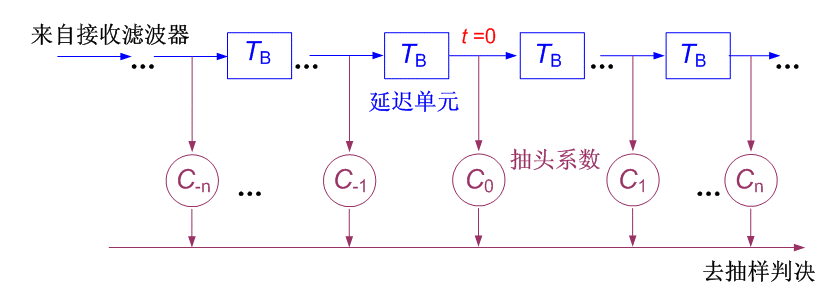 来自接收滤波器
t =0
... T_B ... T_B T_B ... T_B ...
延迟单元
抽头系数
C_-n ... C_-1 C_0 C_1 ... C_n
去抽样判决